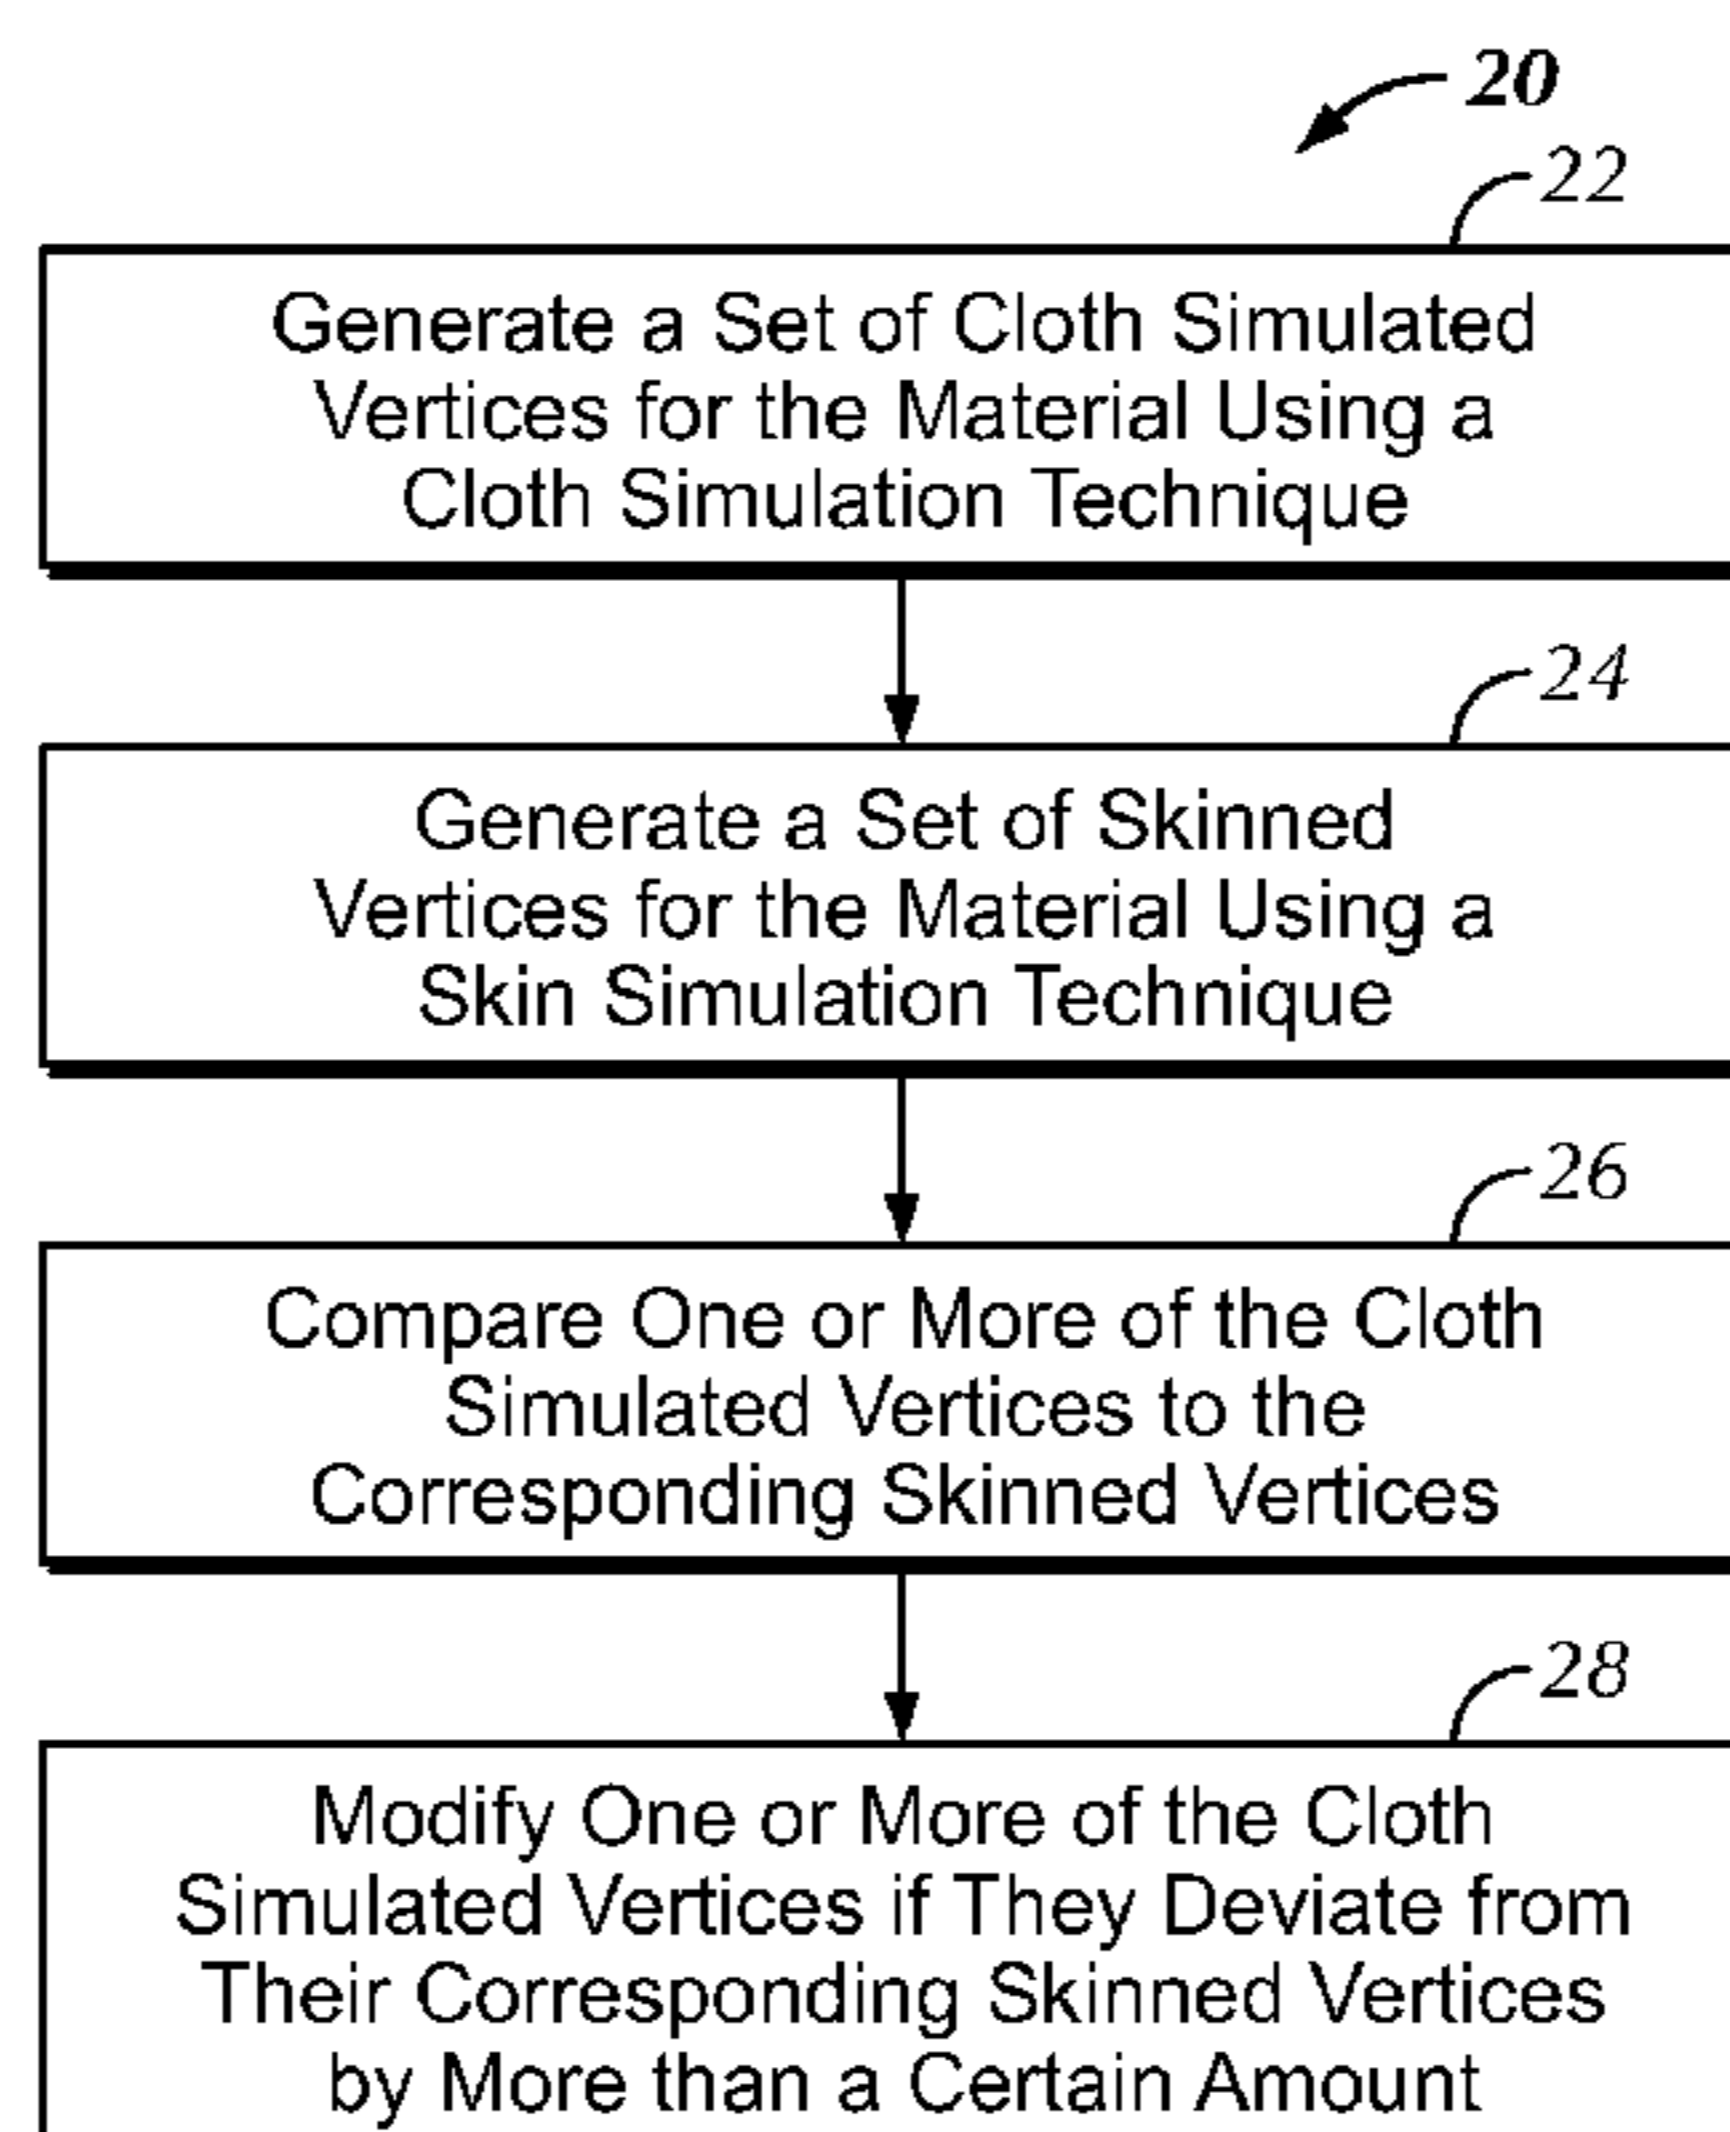 20
22
Generate a Set of Cloth Simulated
Vertices for the Material Using a
Cloth Simulation Technique
24
Generate a Set of Skinned
Vertices for the Material Using a
Skin Simulation Technique
26
Compare One or More of the Cloth
Simulated Vertices to the
Corresponding Skinned Vertices
28
Modify One or More of the Cloth
Simulated Vertices if They Deviate from
Their Corresponding Skinned Vertices
by More than a Certain Amount